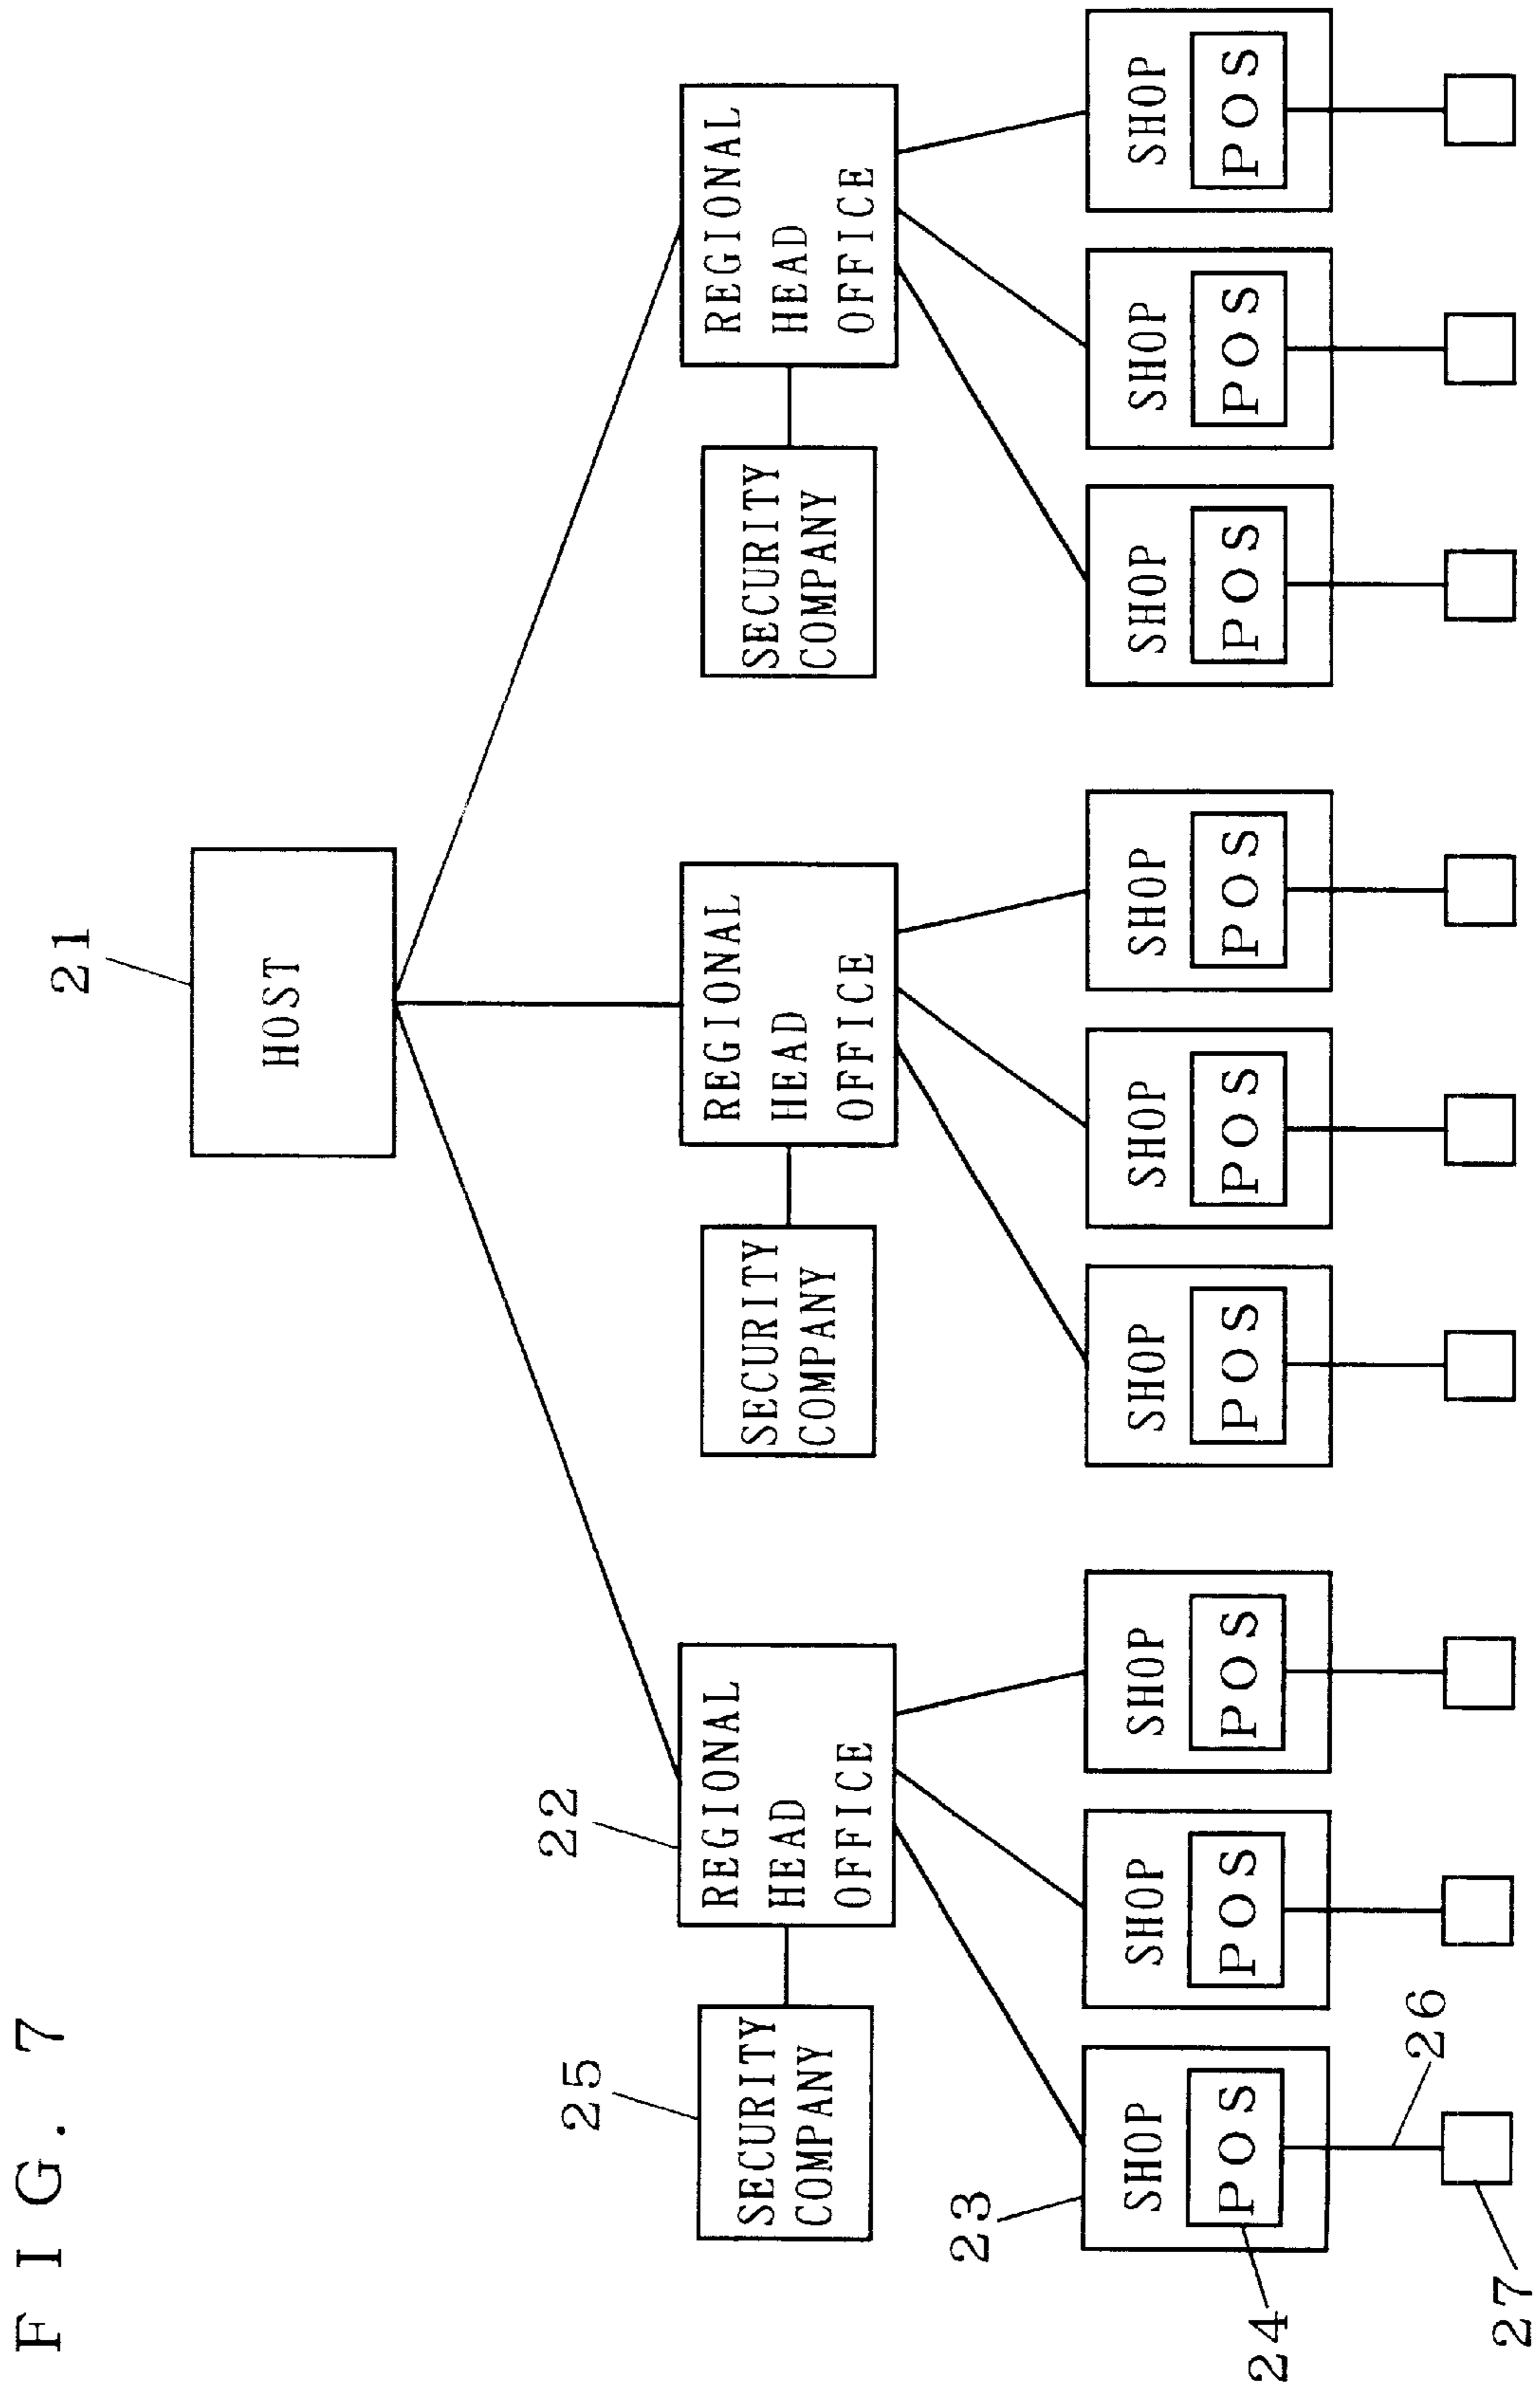 FIG. 7
21
HOST
22
25
SECURITY
COMPANY
REGIONAL
HEAD
OFFICE
SECURITY
COMPANY
REGIONAL
HEAD
OFFICE
SECURITY
COMPANY
REGIONAL
HEAD
OFFICE
23
SHOP
POS
SHOP
POS
SHOP
POS
SHOP
POS
SHOP
POS
SHOP
POS
SHOP
POS
SHOP
POS
SHOP
POS
24
26
27